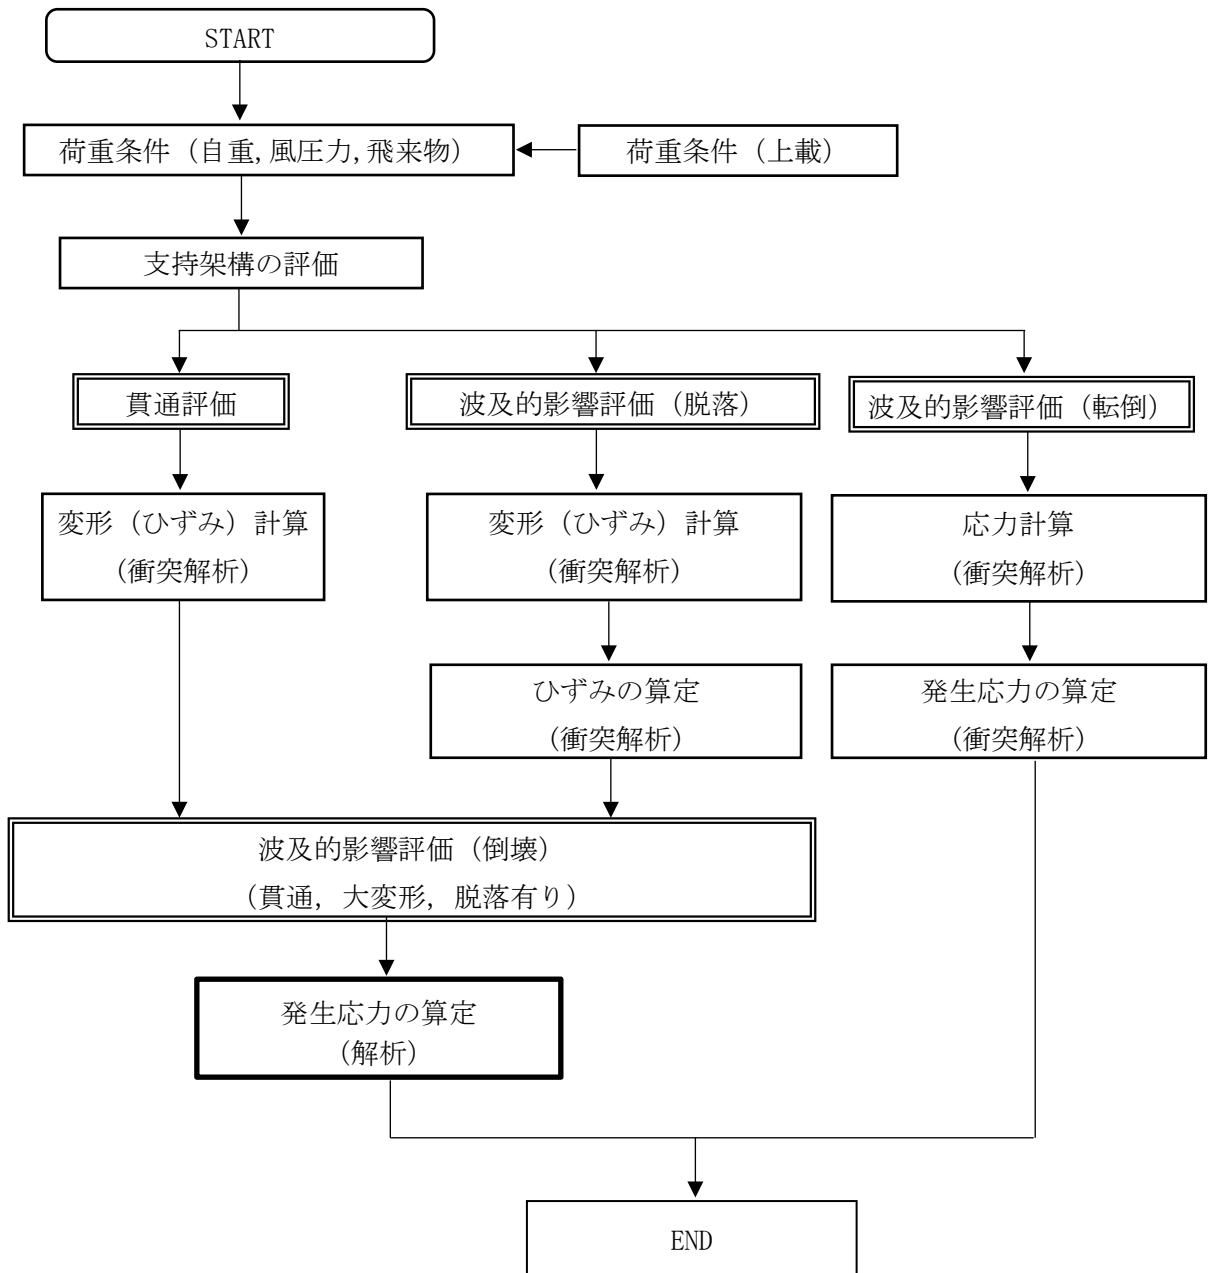 START
荷重条件（自重,風圧力,飛来物）
荷重条件（上載）
支持架構の評価
貫通評価
波及的影響評価（脱落）
波及的影響評価（転倒）
変形（ひずみ）計算
（衝突解析）
変形（ひずみ）計算
（衝突解析）
応力計算
（衝突解析）
ひずみの算定
（衝突解析）
発生応力の算定
（衝突解析）
波及的影響評価（倒壊）
（貫通，大変形，脱落有り）
発生応力の算定
（解析）
END